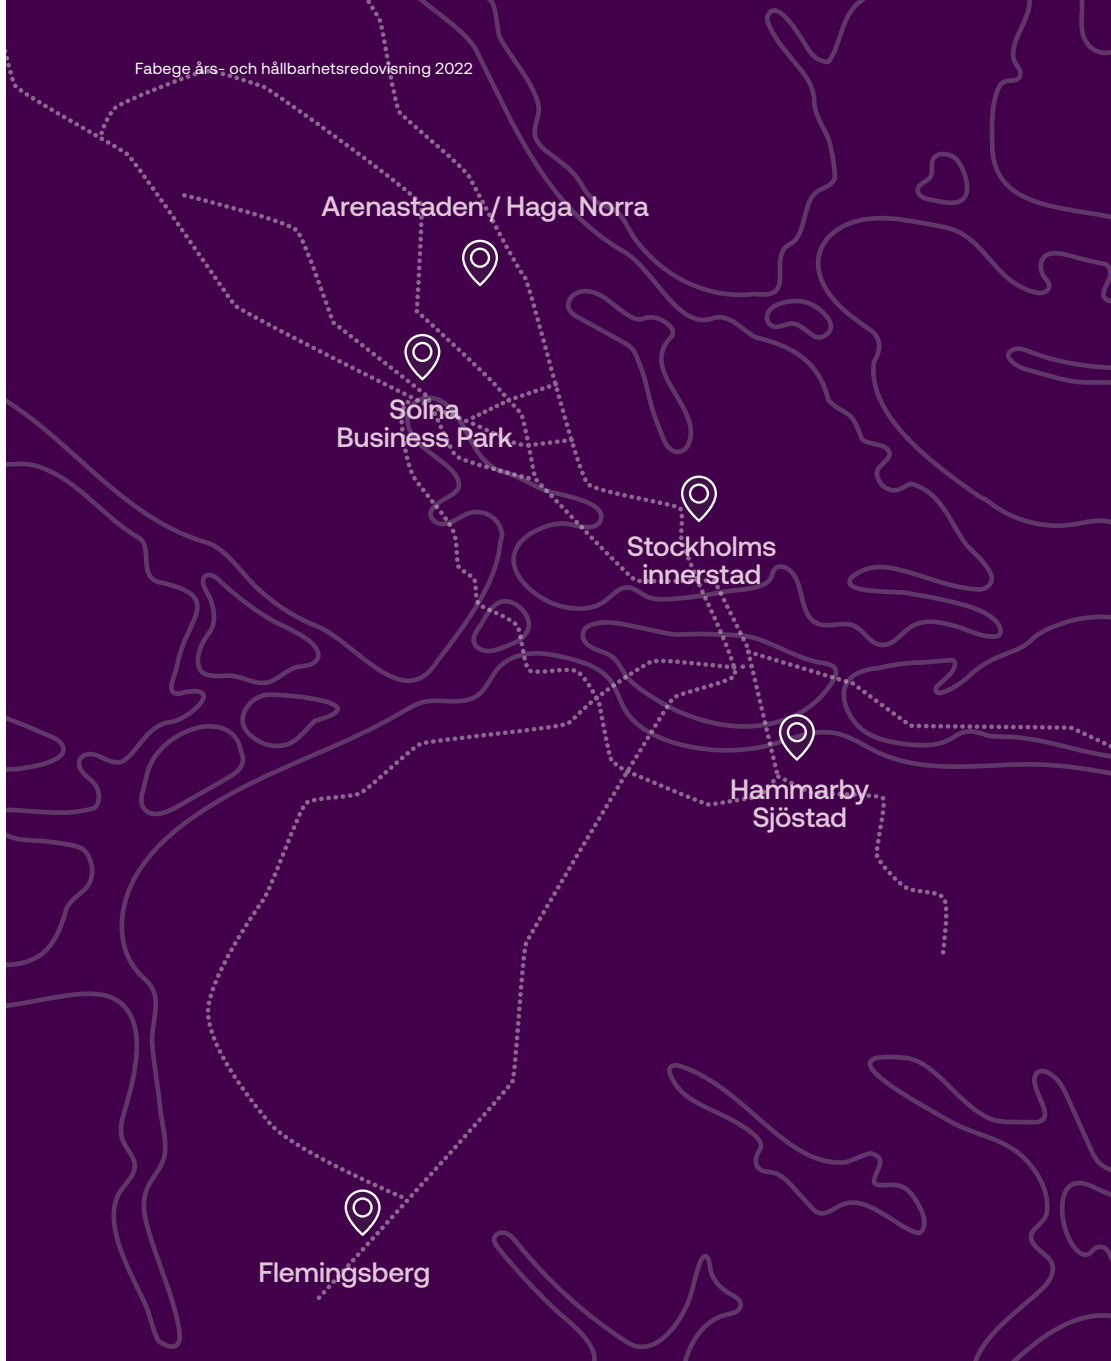 Fabege års- och hållbarhetsredovisning 2022
Arenastaden / Haga Norra
Solna
Business Park
Stockholms
innerstad
Hammarby
Sjöstad
Flemingsberg